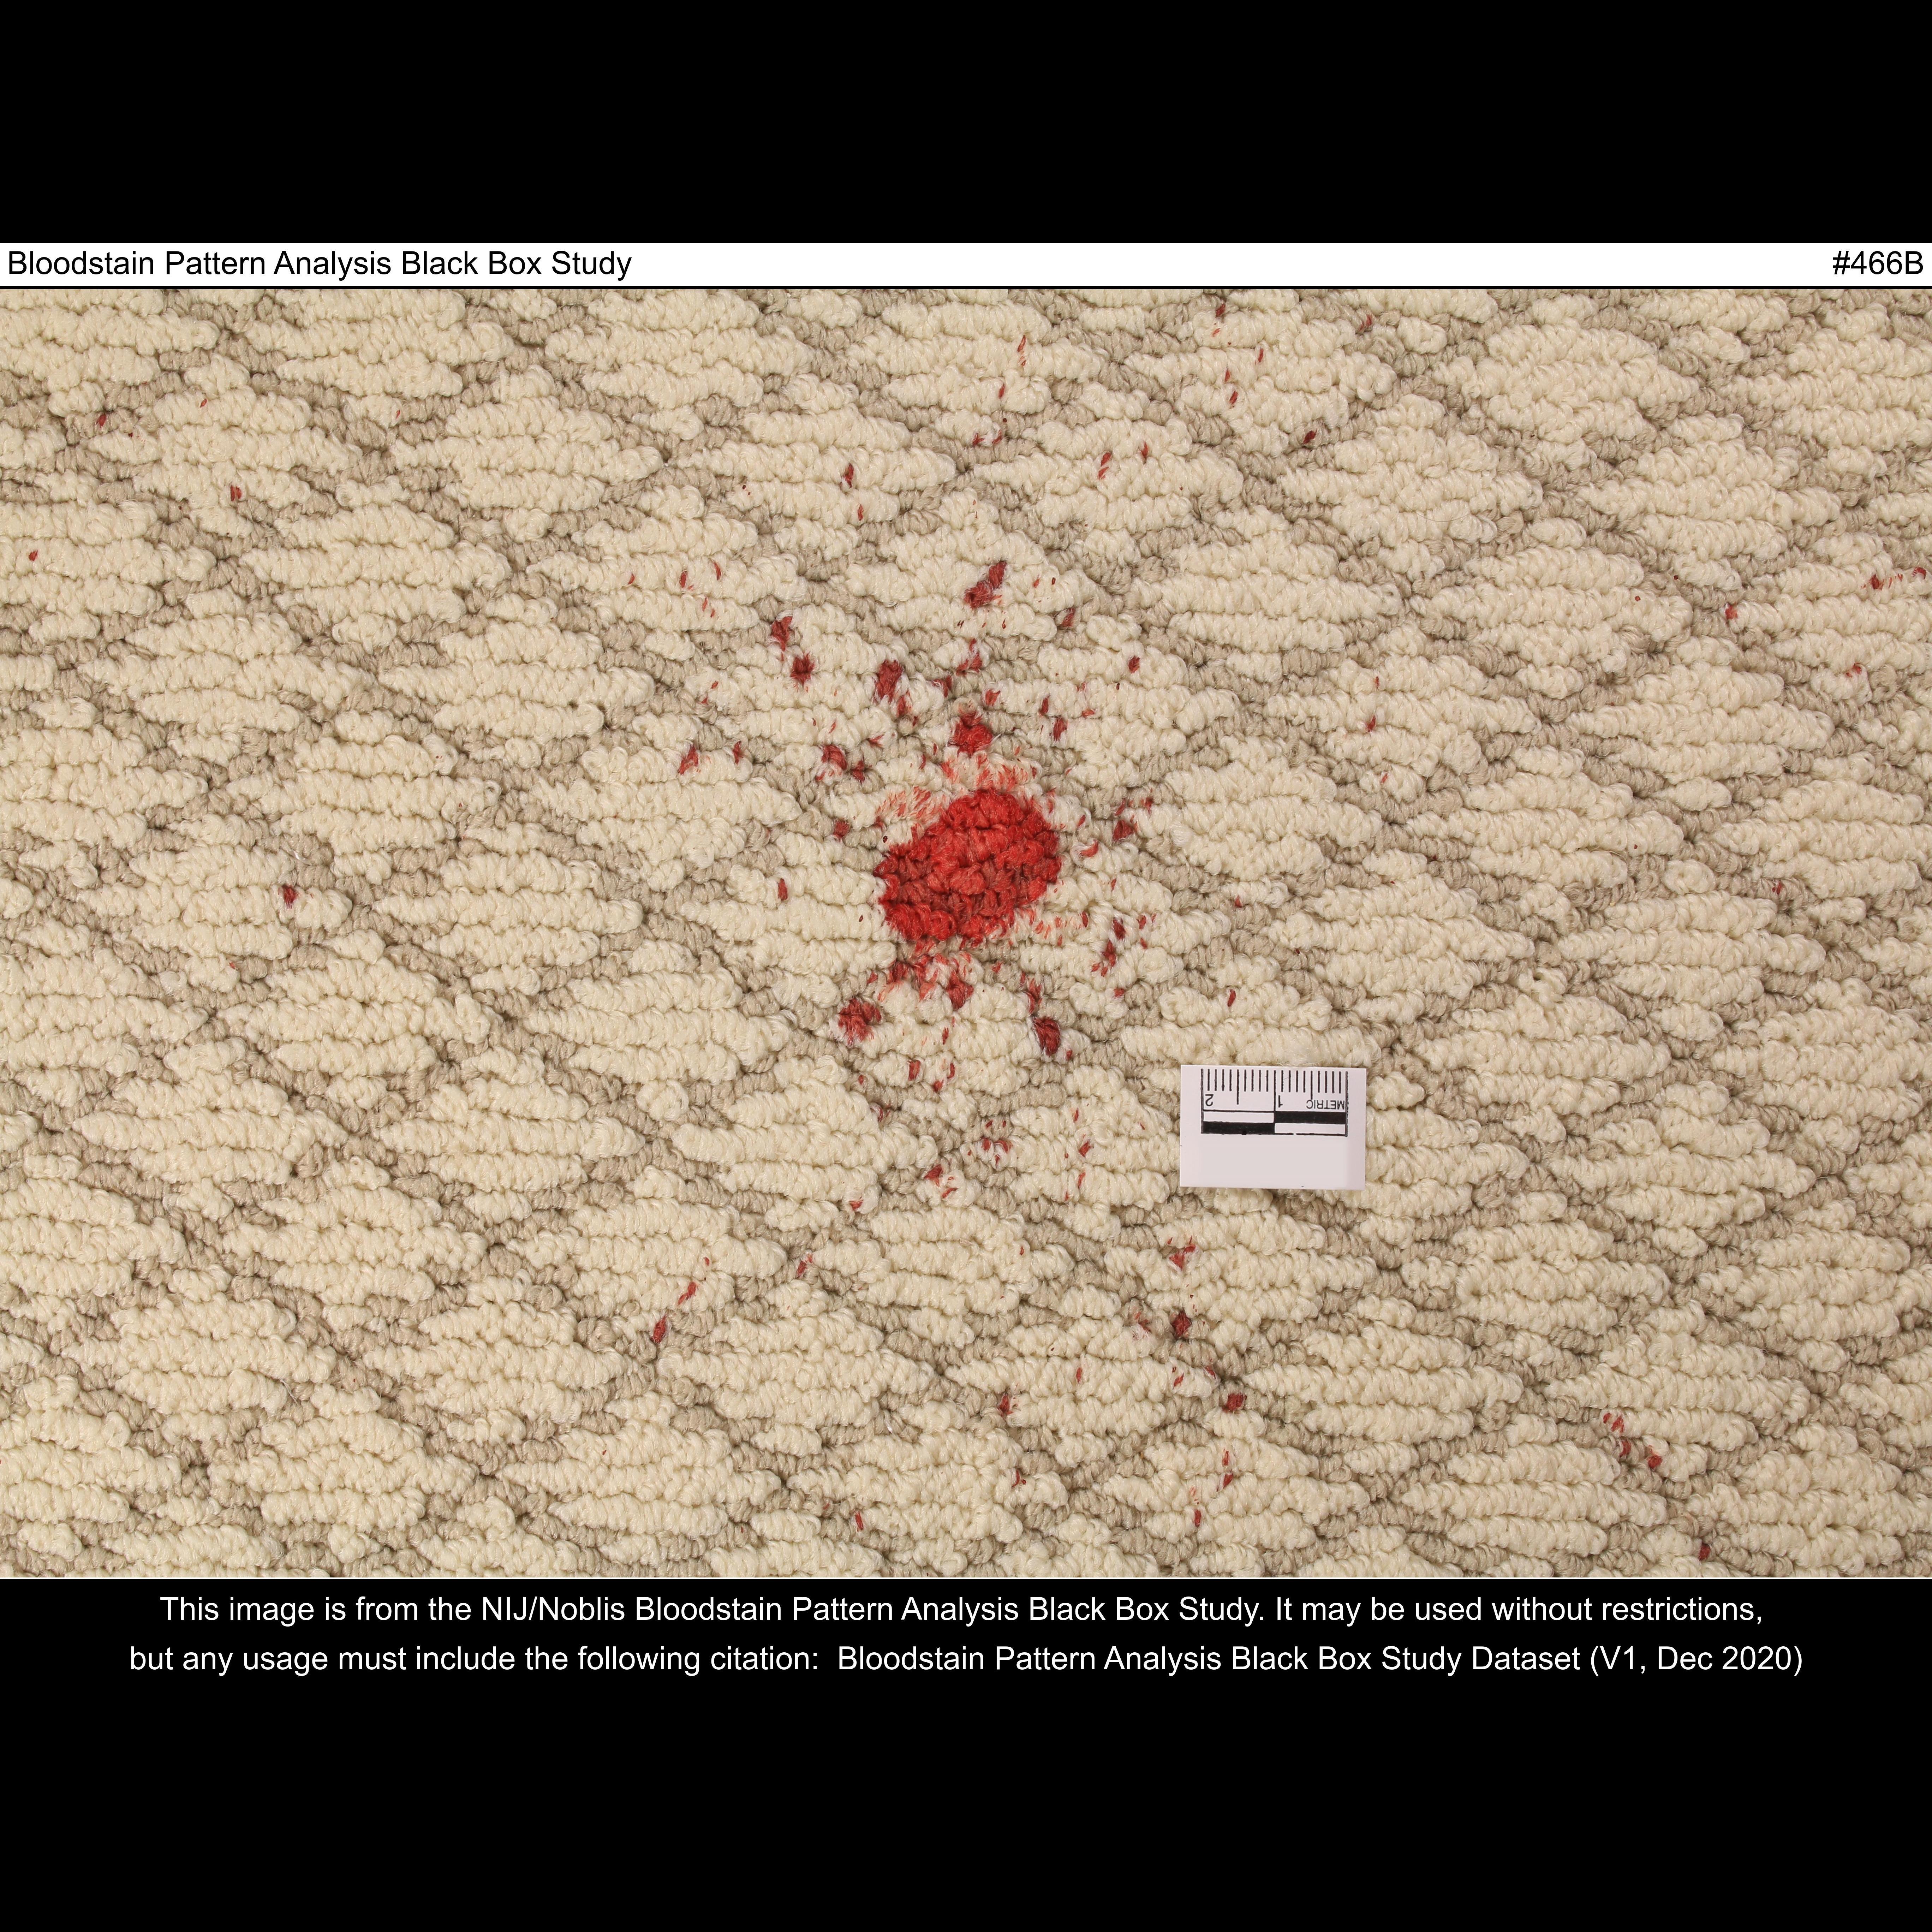 Bloodstain Pattern Analysis Black Box Study #466B
2 1 METRIC
This image is from the NIJ/Noblis Bloodstain Pattern Analysis Black Box Study. It may be used without restrictions,
but any usage must include the following citation:  Bloodstain Pattern Analysis Black Box Study Dataset (V1, Dec 2020)